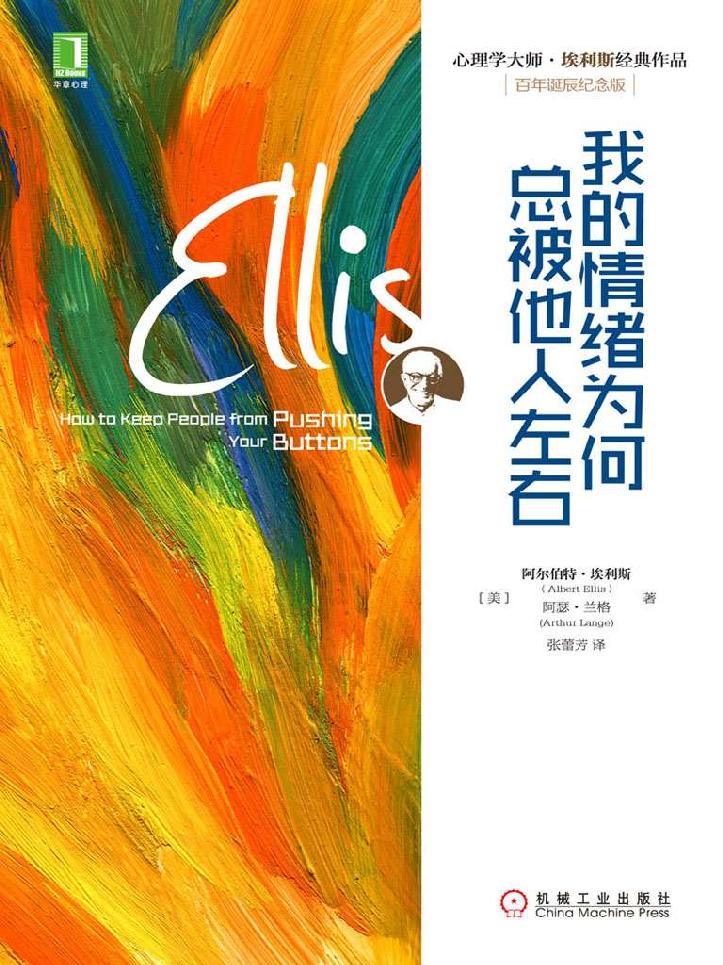 HZ Books
华章心理
心理学大师·埃利斯经典作品
百年诞辰纪念版
我的情绪为何
总被他人左右
Ellis
How to Keep People from Pushing
Your Buttons
[美]
阿尔伯特·埃利斯
(Albert Ellis)
阿瑟·兰格
(Arthur Lange)
著
张蕾芳 译
机械工业出版社
China Machine Press